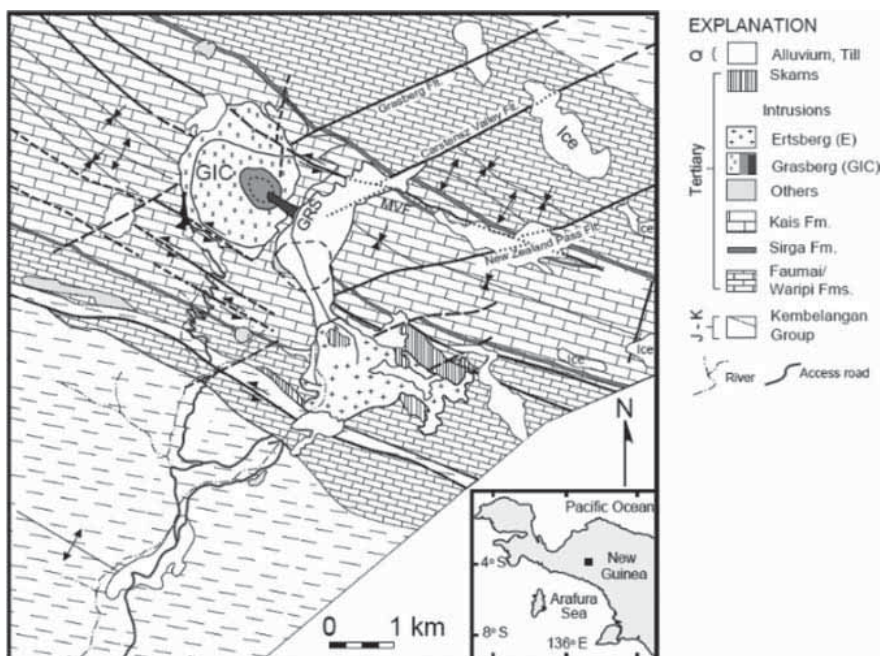 EXPLANATION
σ { Alluvium, Till
Skarns
Intrusions
Ertsberg (E)
Grasberg (GIC)
Others
Kais Fm.
Sirga Fm.
Faumai/
Waripi Fms.
Tertiary
J - K { Kembelangan
Group
River
Access road
Grasberg Flt.
Carstensz Valley Flt.
Ice
GIC
GRS
MVF
New Zealand Pass Flt.
Ice
Ice
Ice
N
0 1 km
Pacific Ocean
4° S
New
Guinea
Arafura
Sea
8° S
136° E